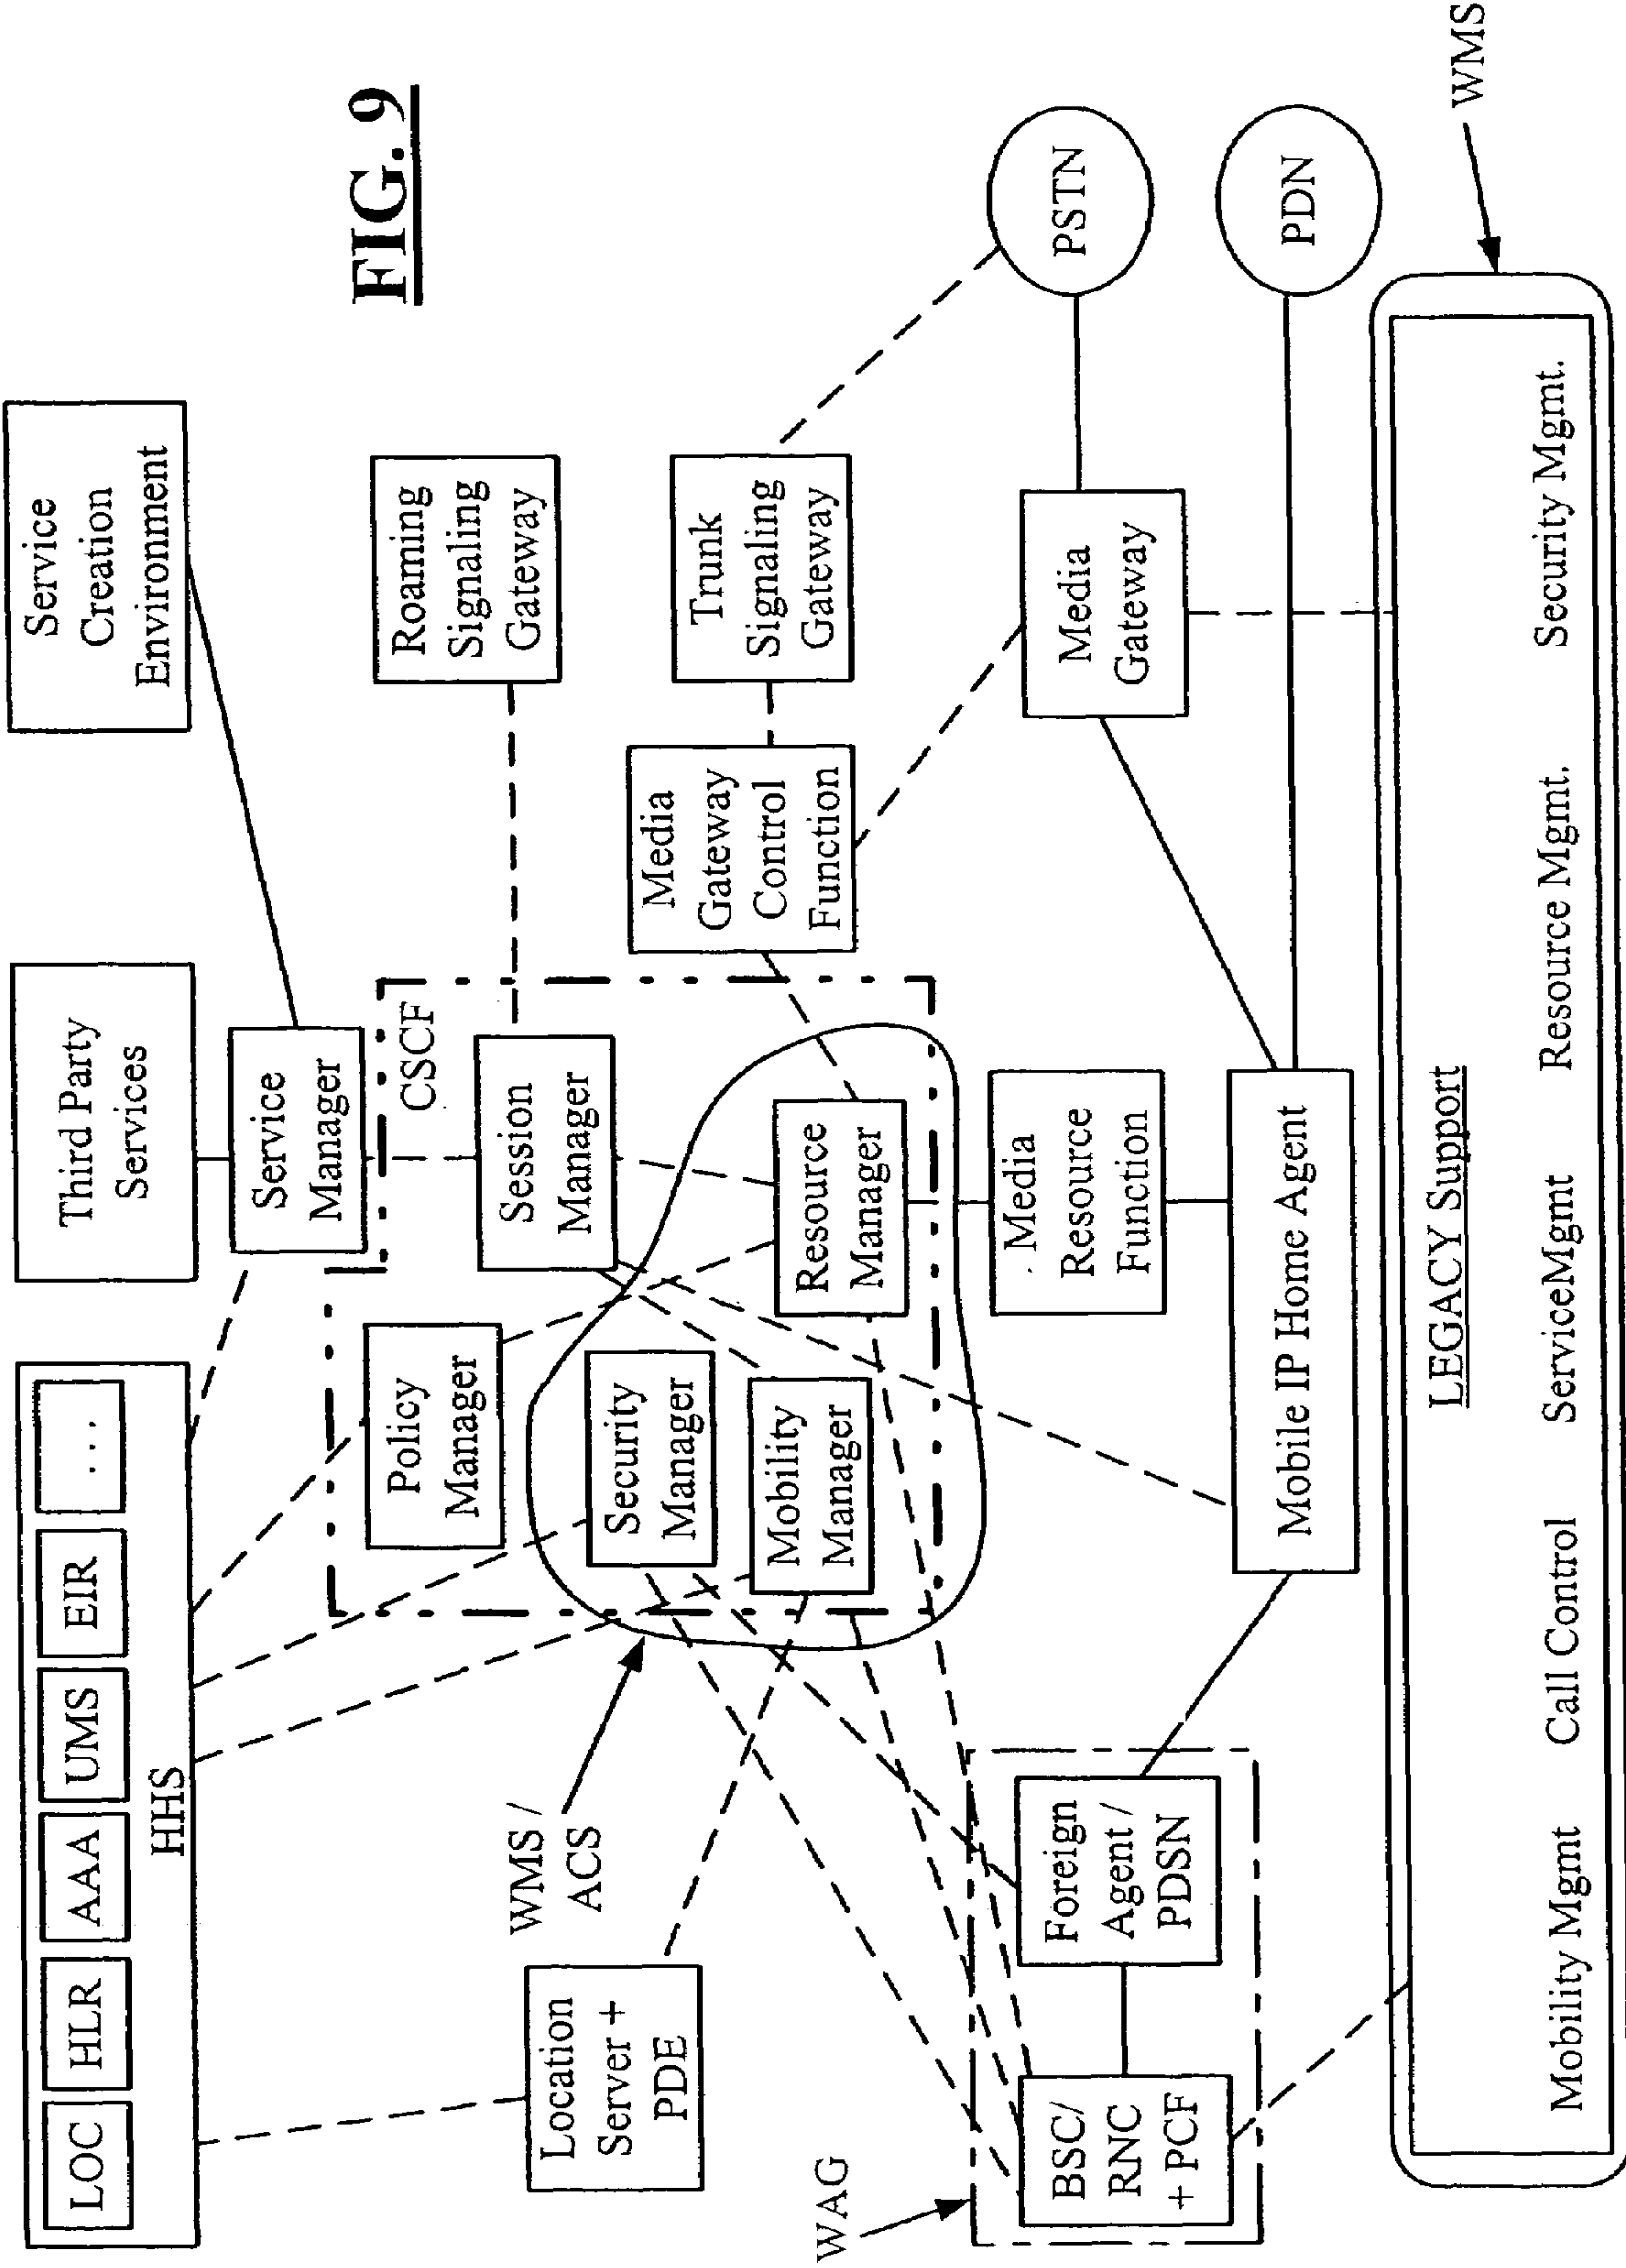 FIG. 9
LOC
HLR
AAA
UMS
EIR
...
HHS
Third Party
Services
Service
Creation
Environment
Service
Manager
CSCF
Policy
Manager
Session
Manager
Roaming
Signaling
Gateway
Location
Server +
PDE
WMS /
ACS
Security
Manager
Mobility
Manager
Resource
Manager
Media
Gateway
Control
Function
Trunk
Signaling
Gateway
WAG
BSC/
RNC
+ PCF
Foreign
Agent /
PDSN
Media
Resource
Function
Media
Gateway
PSTN
Mobile IP Home Agent
PDN
LEGACY Support
WMS
Mobility Mgmt
Call Control
ServiceMgmt
Resource Mgmt.
Security Mgmt.